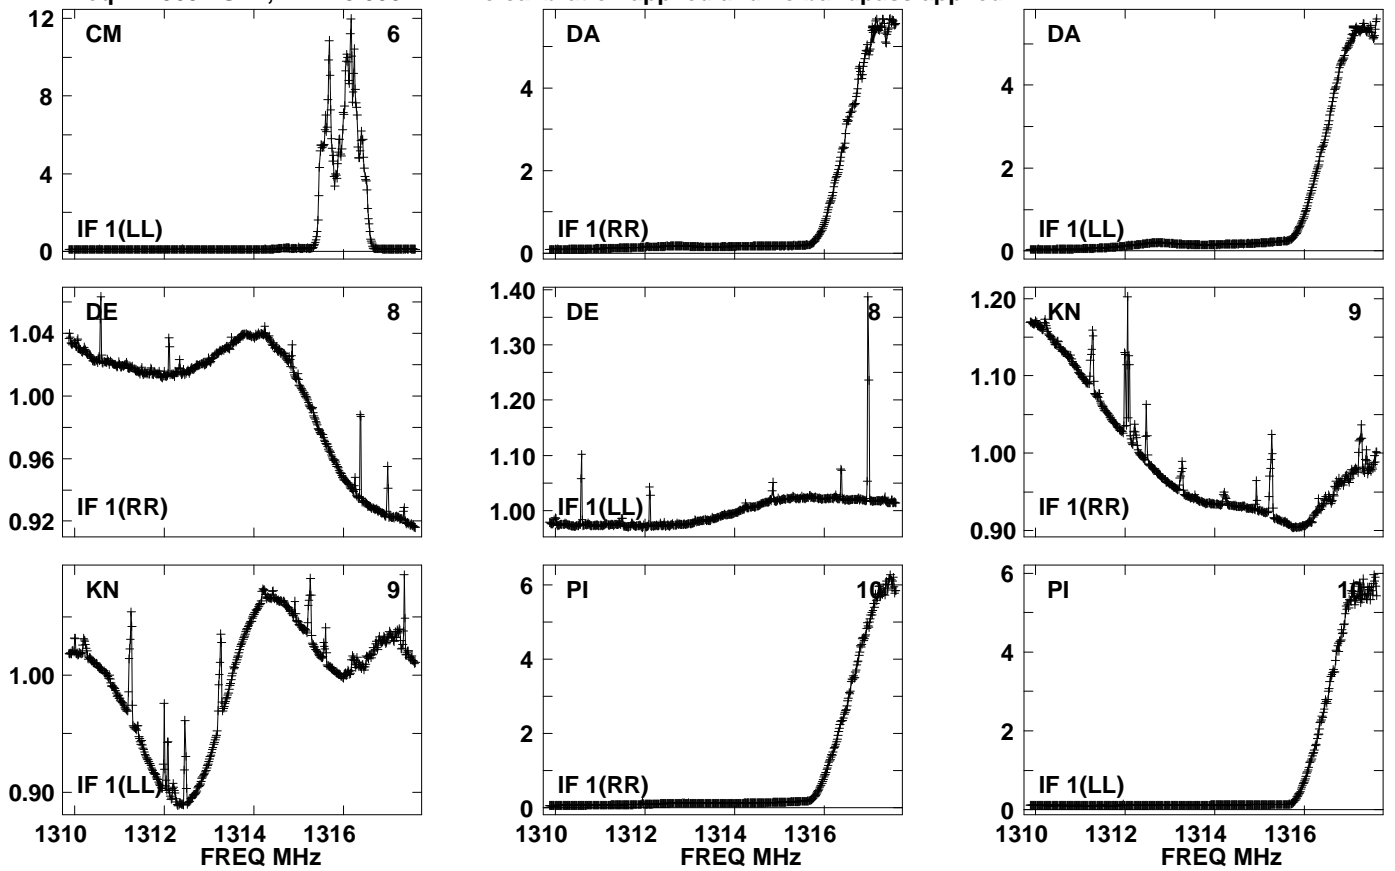 CM 6
12
8
4
0
IF 1(LL)
DA
4
2
0
IF 1(RR)
DA
4
2
0
IF 1(LL)
DE 8
1.04
1.00
0.96
0.92
IF 1(RR)
DE 8
1.40
1.30
1.20
1.10
1.00
IF 1(LL)
KN 9
1.20
1.10
1.00
0.90
IF 1(RR)
KN 9
1.00
0.90
IF 1(LL)
1310 1312 1314 1316
FREQ MHz
PI 10
6
4
2
0
IF 1(RR)
1310 1312 1314 1316
FREQ MHz
PI 10
6
4
2
0
IF 1(LL)
1310 1312 1314 1316
FREQ MHz